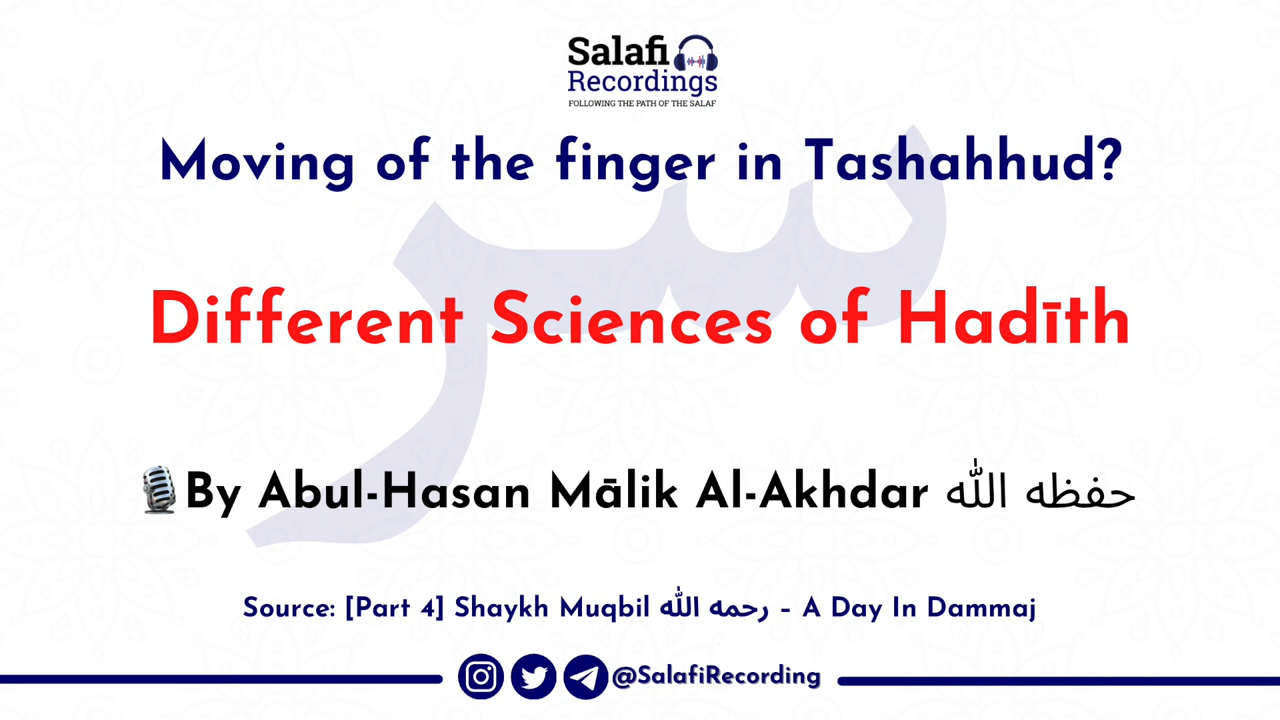 Salafi
Recordings
FOLLOWING THE PATH OF THE SALAF
Moving of the finger in Tashahhud?
Different Sciences of Hadīth
By Abul-Hasan Mālik Al-Akhdar حفظه الله
Source: [Part 4] Shaykh Muqbil رحمه الله – A Day In Dammaj
@SalafiRecording
سر